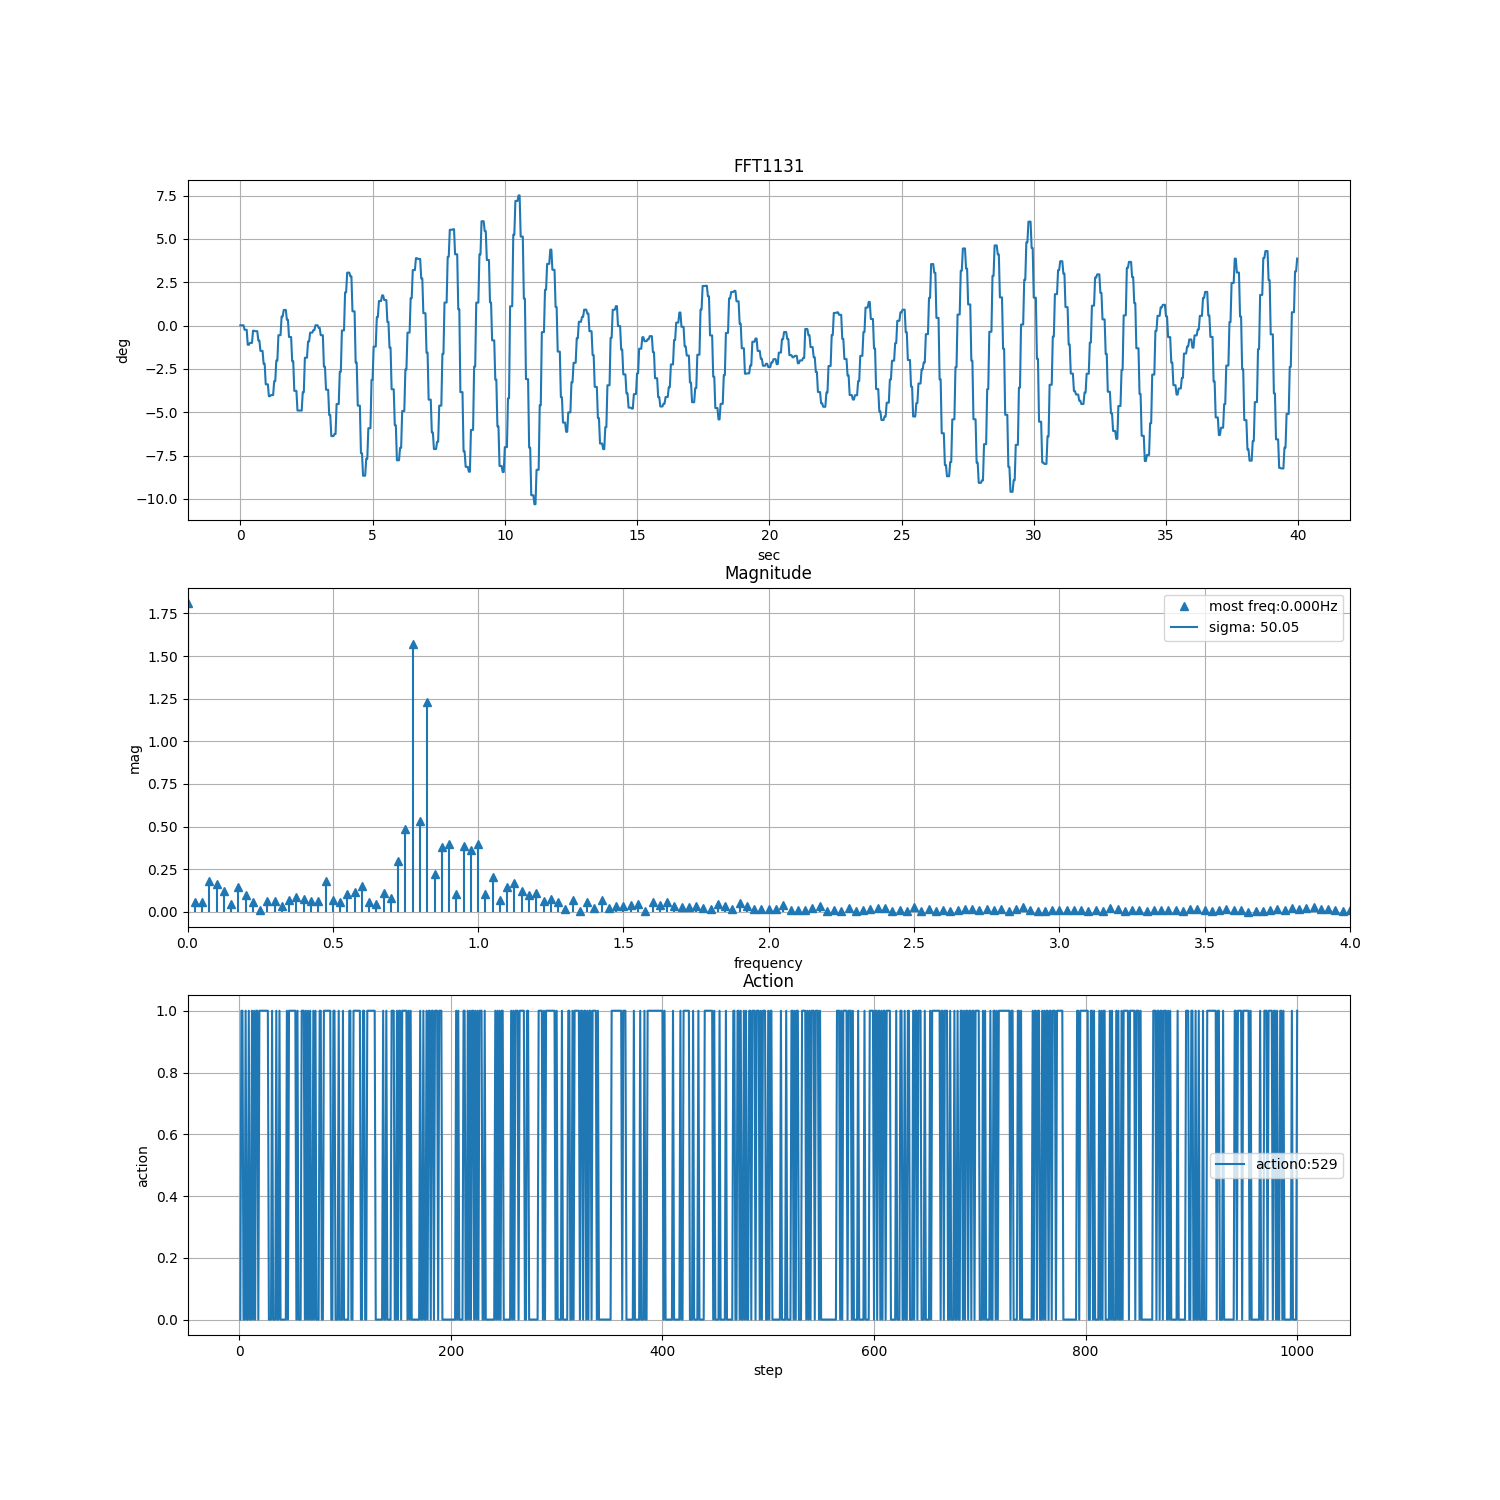 FFT1131
7.5
5.0
2.5
0.0
−2.5
−5.0
−7.5
−10.0
deg
0 5 10 15 20 25 30 35 40
sec
Magnitude
1.75
1.50
1.25
1.00
0.75
0.50
0.25
0.00
mag
most freq:0.000Hz
sigma: 50.05
0.0 0.5 1.0 1.5 2.0 2.5 3.0 3.5 4.0
frequency
Action
1.0
0.8
0.6
0.4
0.2
0.0
action
action0:529
0 200 400 600 800 1000
step